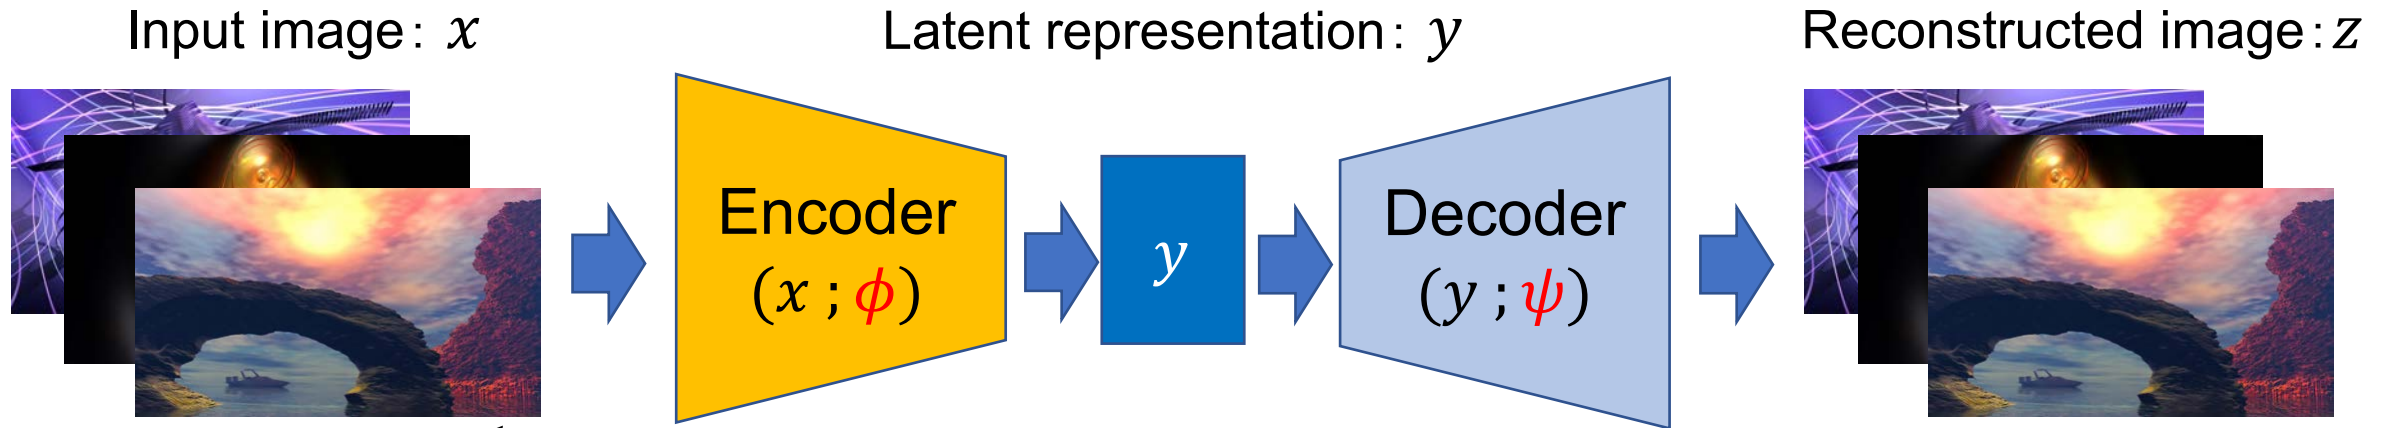 Input image: x
Latent representation: y
Reconstructed image: z
Encoder
(x ; ϕ)
y
Decoder
(y ; ψ)